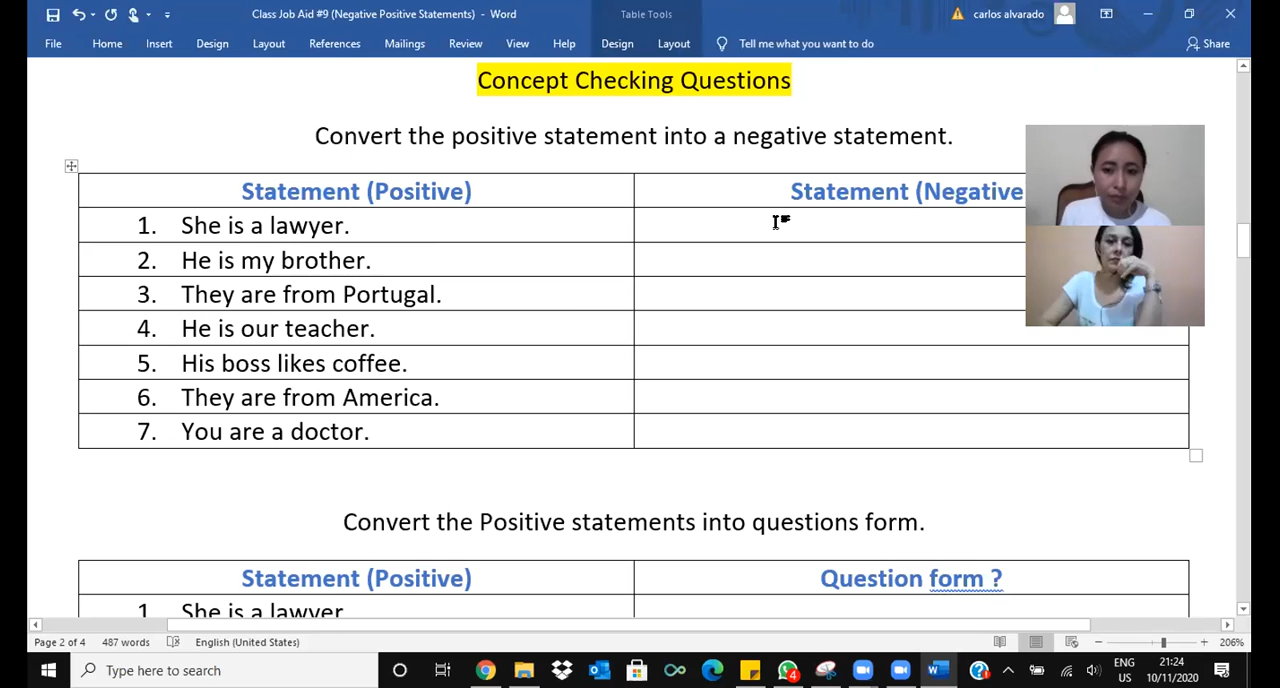 Class Job Aid #9 (Negative Positive Statements) - Word
Table Tools
carlos alvarado
File Home Insert Design Layout References Mailings Review View Help Design Layout Tell me what you want to do Share
Concept Checking Questions
Convert the positive statement into a negative statement.
Statement (Positive) Statement (Negative
1. She is a lawyer.
2. He is my brother.
3. They are from Portugal.
4. He is our teacher.
5. His boss likes coffee.
6. They are from America.
7. You are a doctor.
Convert the Positive statements into questions form.
Statement (Positive) Question form ?
1 She is a lawyer
Page 2 of 4 487 words English (United States) 206%
Type here to search
4
ENG
US
21:24
10/11/2020